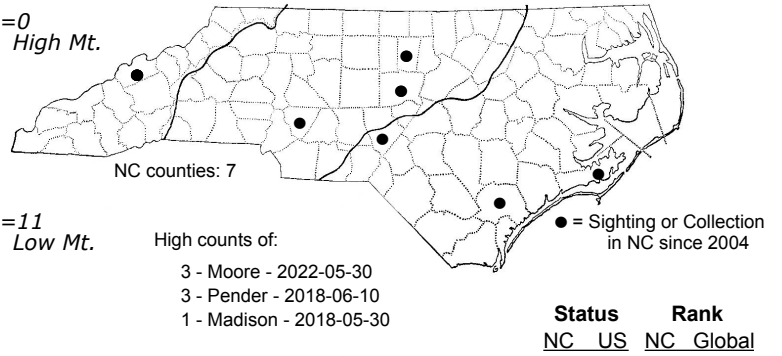 =0
High Mt.
NC counties: 7
=11
Low Mt.
High counts of:
3 - Moore - 2022-05-30
3 - Pender - 2018-06-10
1 - Madison - 2018-05-30
● = Sighting or Collection
in NC since 2004
Status Rank
NC US NC Global